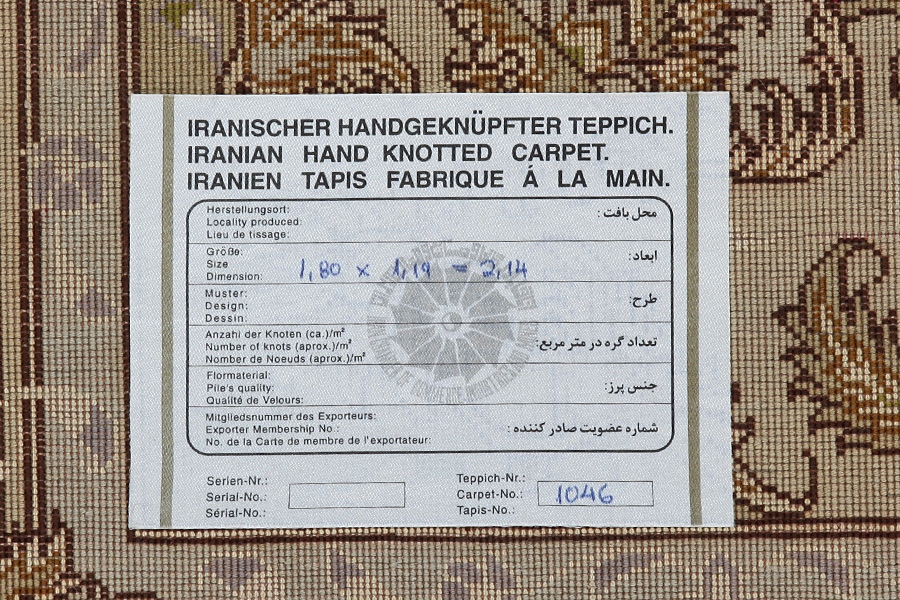 IRANISCHER HANDGEKNÜPFTER TEPPICH.
IRANIAN HAND KNOTTED CARPET.
IRANIEN TAPIS FABRIQUE Á LA MAIN.
Herstellungsort:
Locality produced:
Lieu de tissage:
محل بافت :
Größe:
Size
Dimension:
1,80 x 1,19 = 2,14
ابعاد:
Muster:
Design:
Dessin:
طرح:
Anzahl der Knoten (ca.)/m²
Number of knots (aprox.)/m²
Nomber de Noeuds (aprox.)/m²
تعداد گره در متر مربع:
Flormaterial:
Pile's quality:
Qualité de Velours:
جنس پرز:
Mitgliedsnummer des Exporteurs:
Exporter Membership No.:
No. de la Carte de membre de l'exportateur:
شماره عضویت صادر کننده :
Serien-Nr.:
Serial-No.:
Sérial-No.:
Teppich-Nr.:
Carpet-No.:
Tapis-No.:
1046